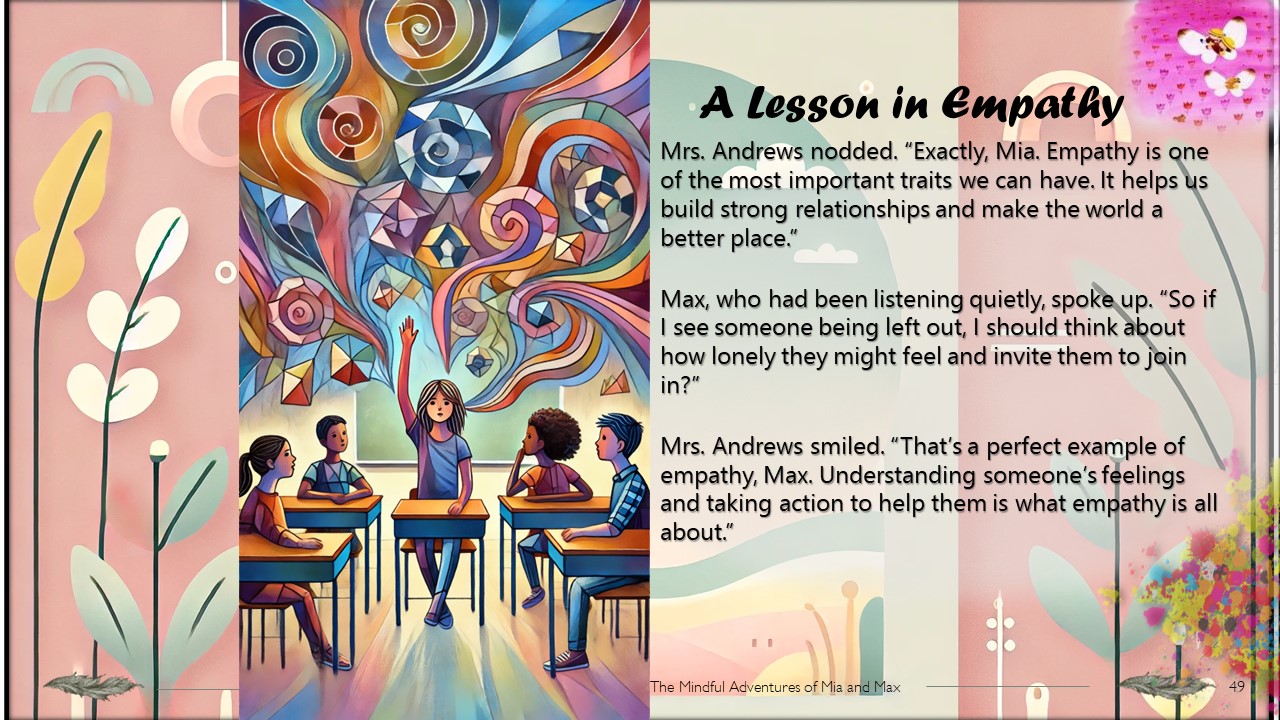 A Lesson in Empathy
Mrs. Andrews nodded. “Exactly, Mia. Empathy is one
of the most important traits we can have. It helps us
build strong relationships and make the world a
better place.”
Max, who had been listening quietly, spoke up. “So if
I see someone being left out, I should think about
how lonely they might feel and invite them to join
in?”
Mrs. Andrews smiled. “That’s a perfect example of
empathy, Max. Understanding someone’s feelings
and taking action to help them is what empathy is all
about.”
The Mindful Adventures of Mia and Max
49